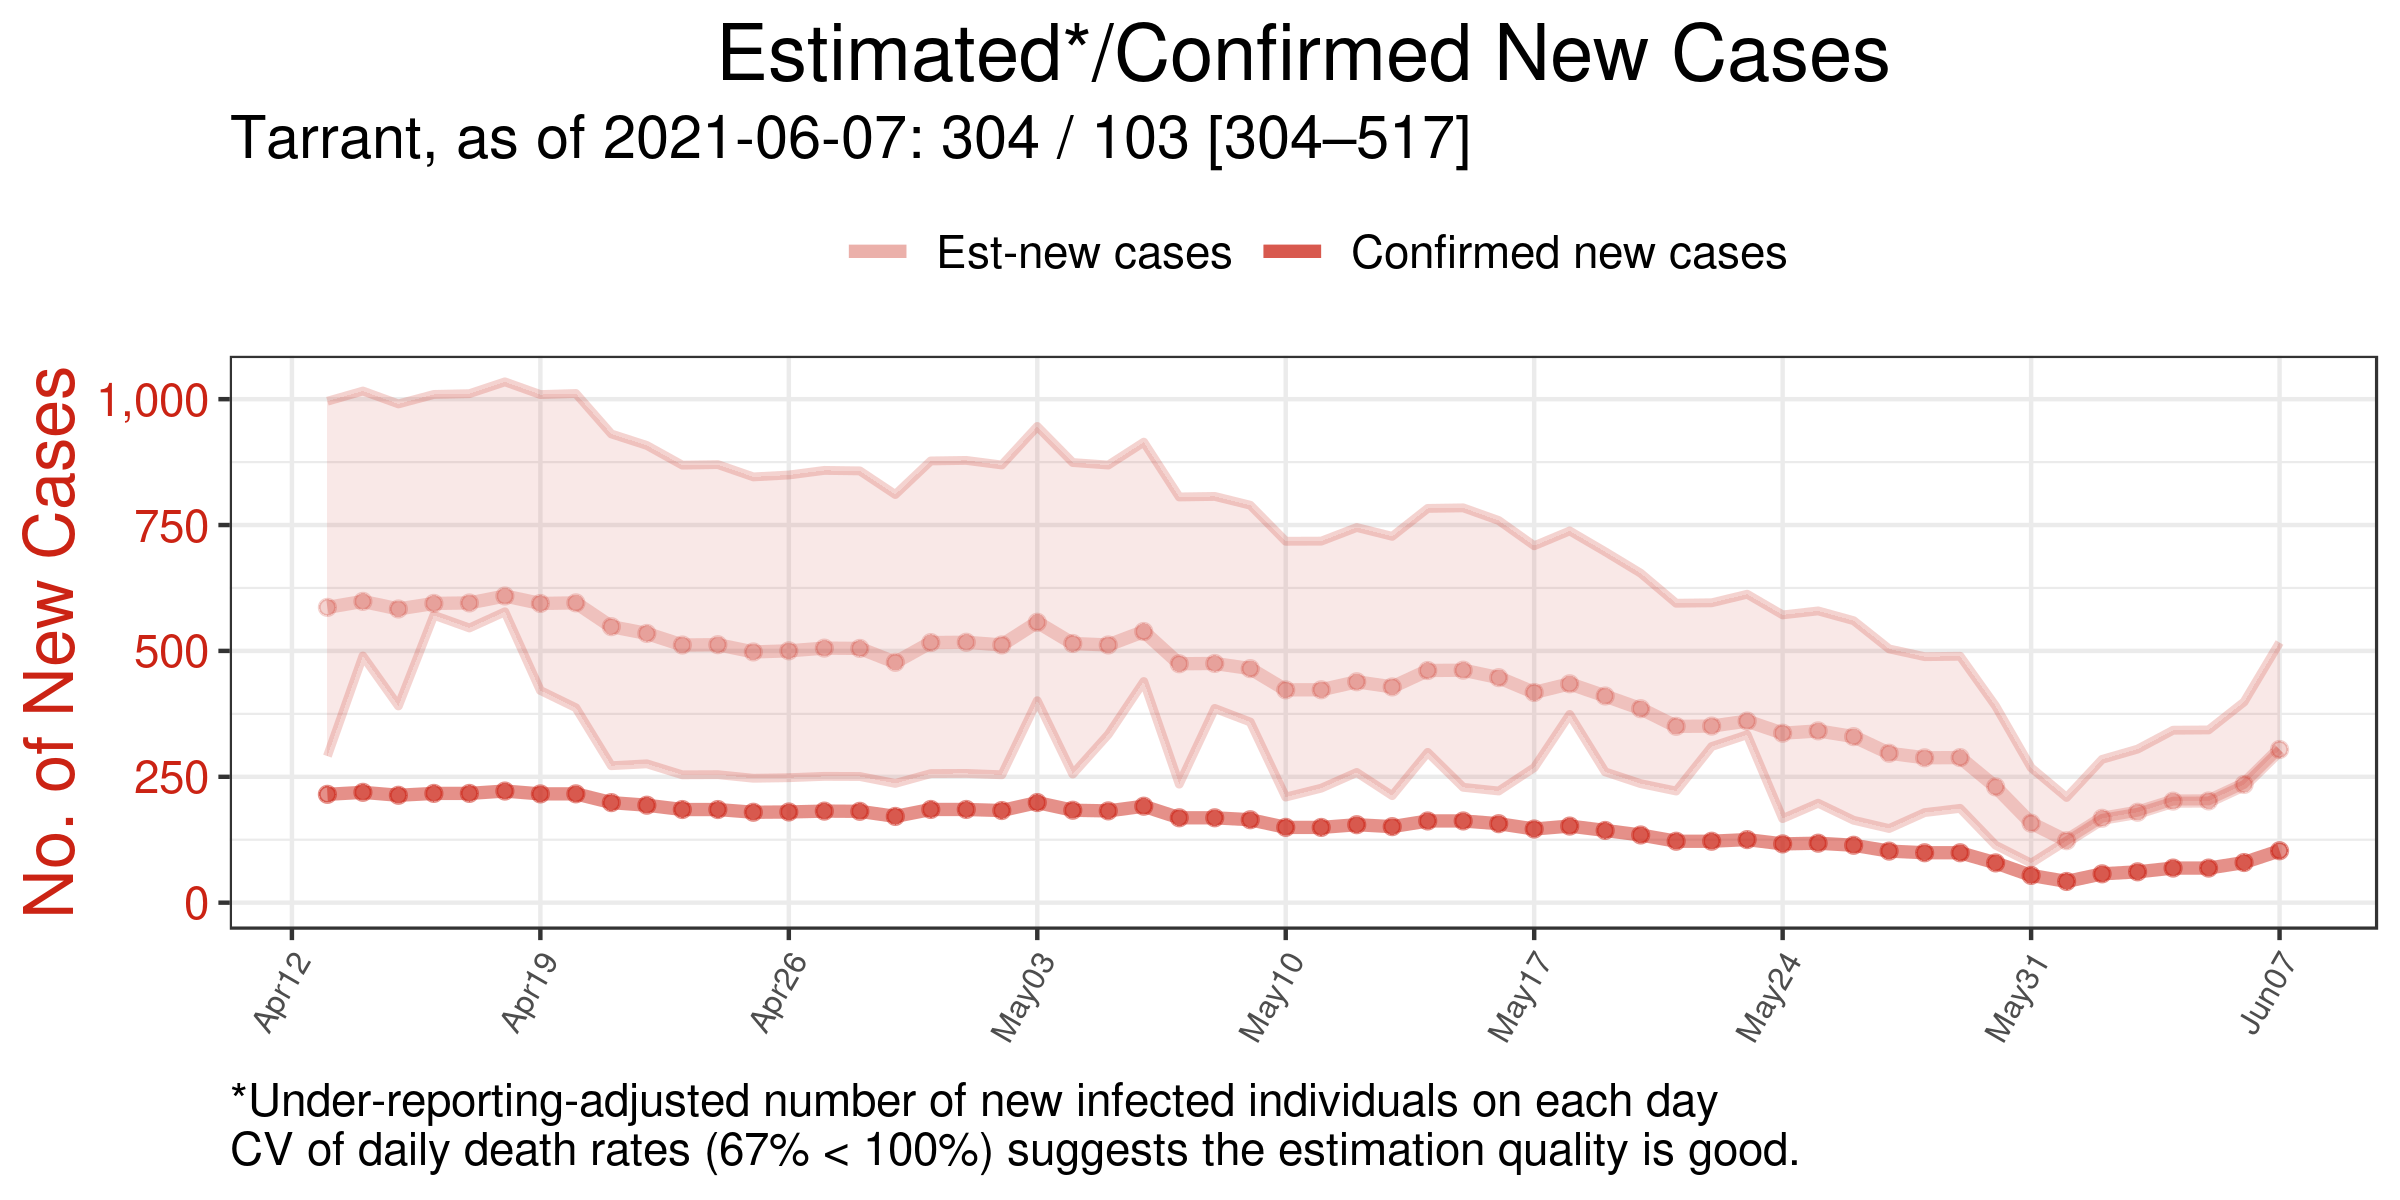 Estimated*/Confirmed New Cases
Tarrant, as of 2021-06-07: 304 / 103 [304–517]
Est-new cases
Confirmed new cases
No. of New Cases
1,000
750
500
250
0
Apr12
Apr19
Apr26
May03
May10
May17
May24
May31
Jun07
*Under-reporting-adjusted number of new infected individuals on each day
CV of daily death rates (67% < 100%) suggests the estimation quality is good.